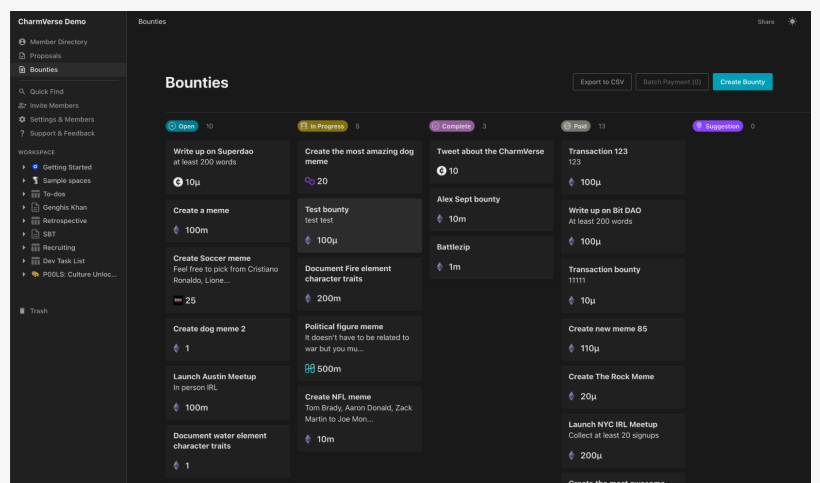 CharmVerse Demo
Bounties
Share
Member Directory
Proposals
Bounties
Quick Find
Invite Members
Settings & Members
? Support & Feedback
WORKSPACE
Getting Started
Sample spaces
To-dos
Genghis Khan
Retrospective
SBT
Recruiting
Dev Task List
P00LS: Culture Unloc...
Trash
Bounties
Export to CSV
Batch Payment (0)
Create Bounty
Open 10
Write up on Superdao
at least 200 words
10μ
Create a meme
100m
Create Soccer meme
Feel free to pick from Cristiano
Ronaldo, Lione...
25
Create dog meme 2
1
Launch Austin Meetup
In person IRL
100m
Document water element
character traits
1
In Progress 5
Create the most amazing dog
meme
20
Test bounty
test test
100μ
Document Fire element
character traits
200m
Political figure meme
It doesn't have to be related to
war but you mu...
500m
Create NFL meme
Tom Brady, Aaron Donald, Zack
Martin to Joe Mon...
10m
Complete 3
Tweet about the CharmVerse
10
Alex Sept bounty
10m
Battlezip
1m
Paid 13
Transaction 123
123
100μ
Write up on Bit DAO
At least 200 words
100μ
Transaction bounty
11111
10μ
Create new meme 85
110μ
Create The Rock Meme
20μ
Launch NYC IRL Meetup
Collect at least 20 signups
200μ
Create the most awesome
Suggestion 0